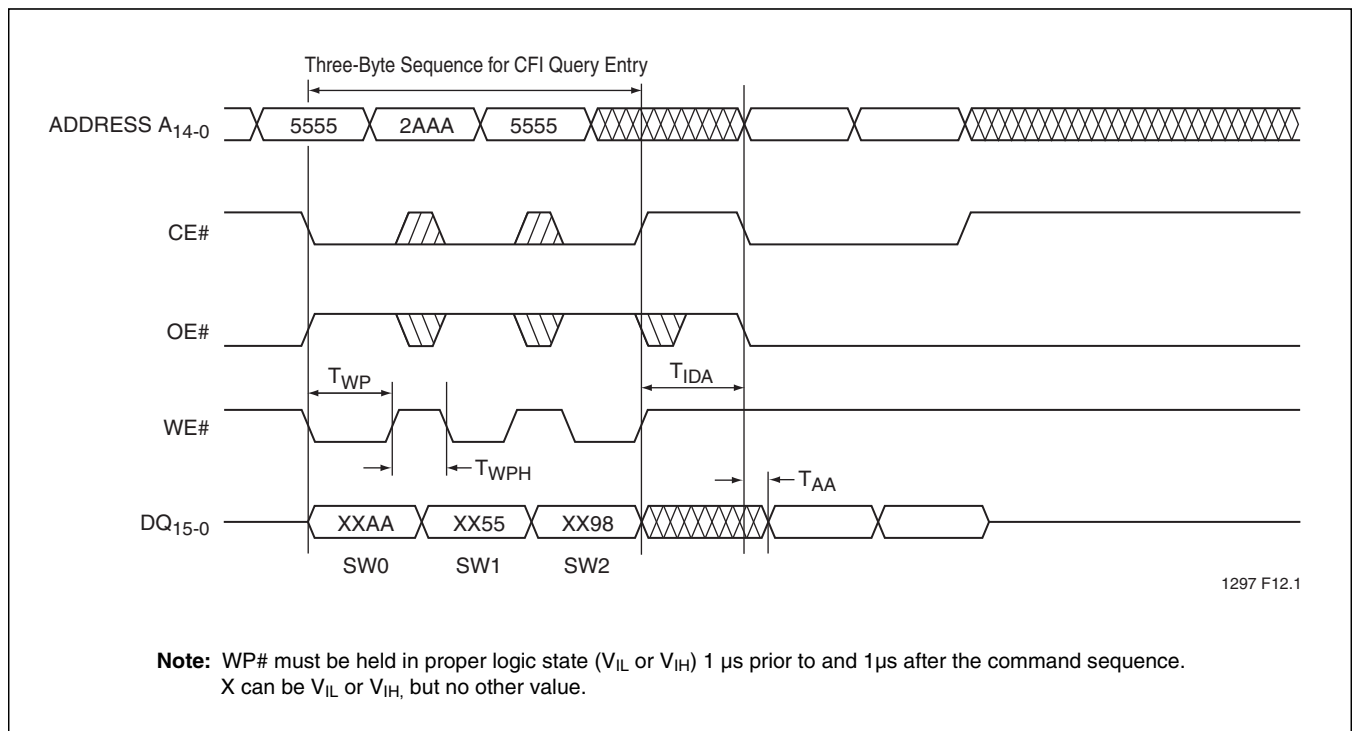 Three-Byte Sequence for CFI Query Entry
ADDRESS A14-0
5555 2AAA 5555
CE#
OE#
TWP
TIDA
WE#
TWPH
TAA
DQ15-0
XXAA XX55 XX98
SW0 SW1 SW2
1297 F12.1
Note: WP# must be held in proper logic state (VIL or VIH) 1 µs prior to and 1µs after the command sequence.
X can be VIL or VIH, but no other value.